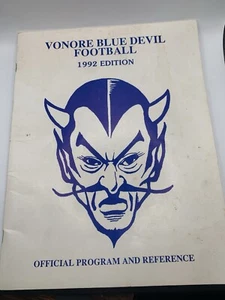 VONORE BLUE DEVIL
FOOTBALL
1992 EDITION
OFFICIAL PROGRAM AND REFERENCE